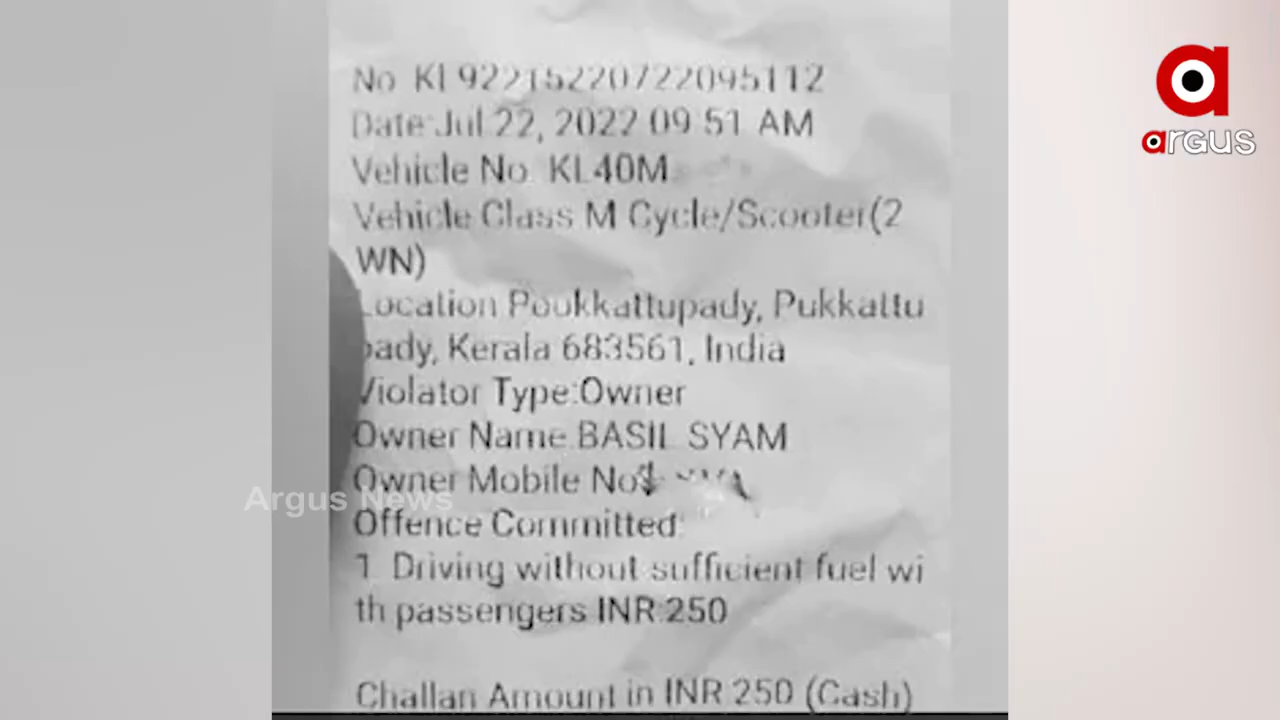 No KL92215220722095112
Date:Jul 22, 2022 09:51 AM
Vehicle No. KL40M
Vehicle Class M Cycle/Scooter(2
WN)
Location Poukkattupady, Pukkattu
pady, Kerala 683561, India
Violator Type:Owner
Owner Name:BASIL SYAM
Owner Mobile No
Offence Committed:
1. Driving without sufficient fuel wi
th passengers INR:250
Challan Amount in INR:250 (Cash)
argus
Argus News